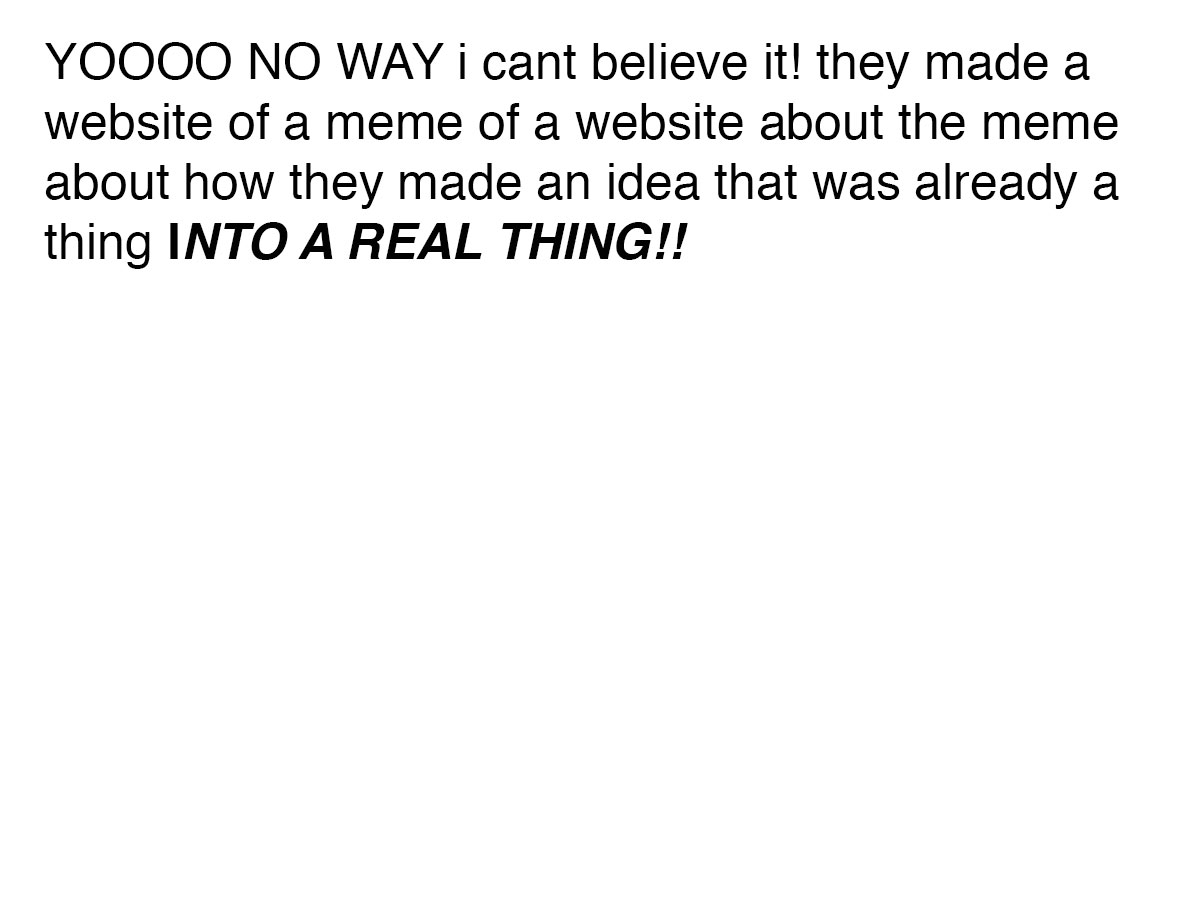 YOOOO NO WAY i cant believe it! they made a
website of a meme of a website about the meme
about how they made an idea that was already a
thing INTO A REAL THING!!